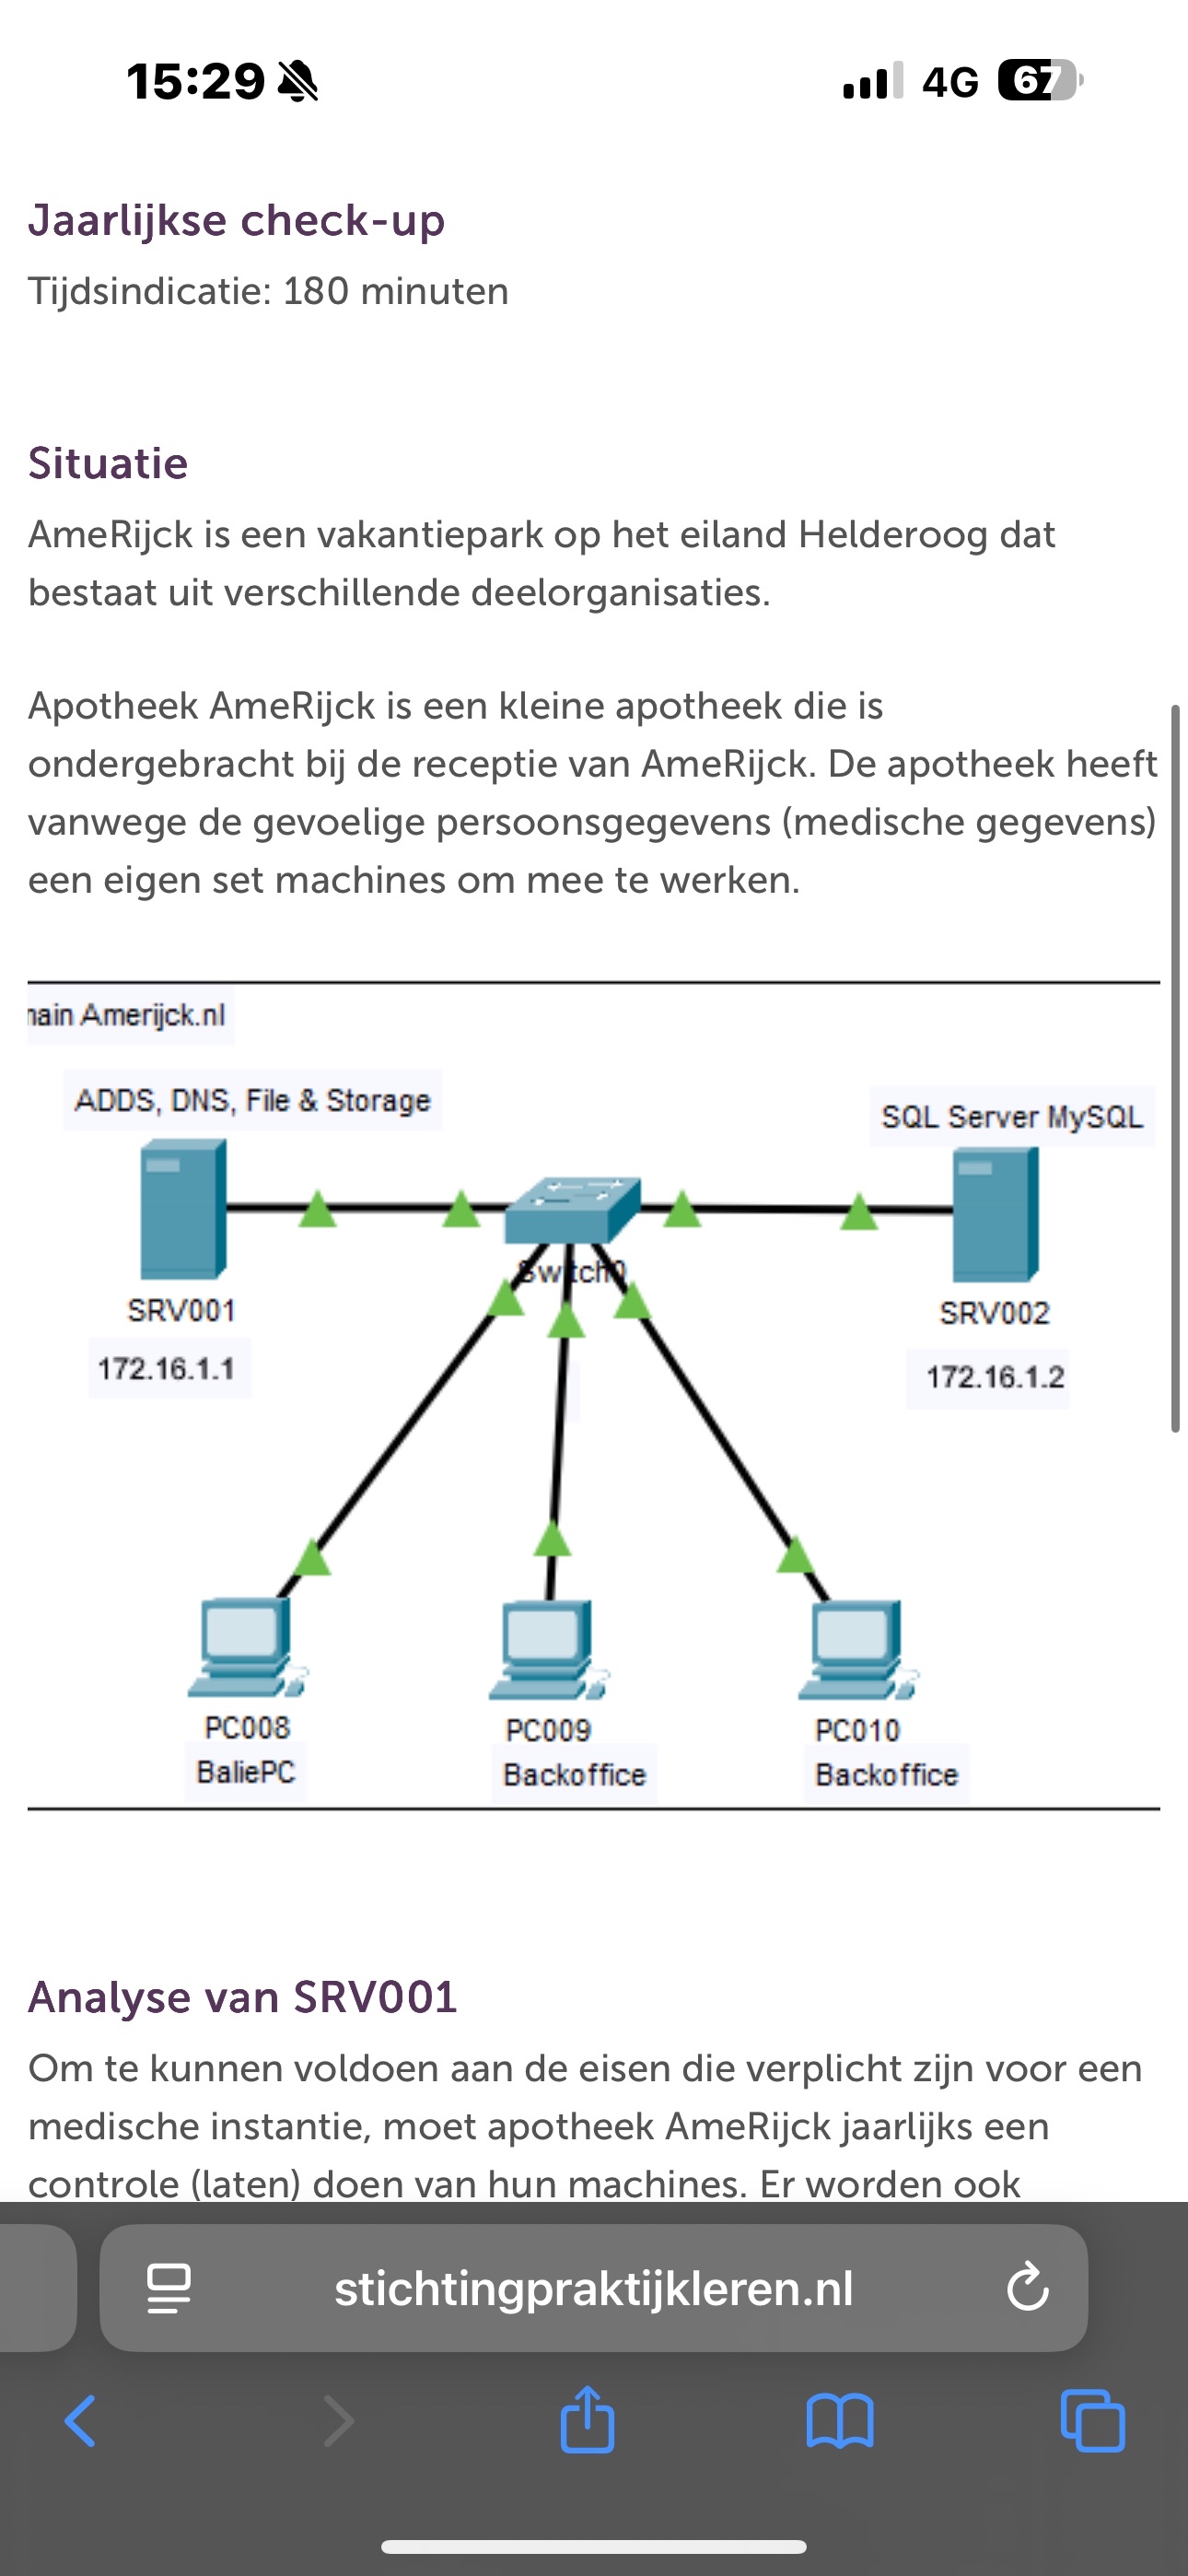 15:29
4G
67
Jaarlijkse check-up
Tijdsindicatie: 180 minuten
Situatie
AmeRijck is een vakantiepark op het eiland Helderoog dat
bestaat uit verschillende deelorganisaties.
Apotheek AmeRijck is een kleine apotheek die is
ondergebracht bij de receptie van AmeRijck. De apotheek heeft
vanwege de gevoelige persoonsgegevens (medische gegevens)
een eigen set machines om mee te werken.
main Amerijck.nl
ADDS, DNS, File & Storage
SQL Server MySQL
Switch0
SRV001
SRV002
172.16.1.1
172.16.1.2
PC008
PC009
PC010
BaliePC
Backoffice
Backoffice
Analyse van SRV001
Om te kunnen voldoen aan de eisen die verplicht zijn voor een
medische instantie, moet apotheek AmeRijck jaarlijks een
controle (laten) doen van hun machines. Er worden ook
stichtingpraktijkleren.nl